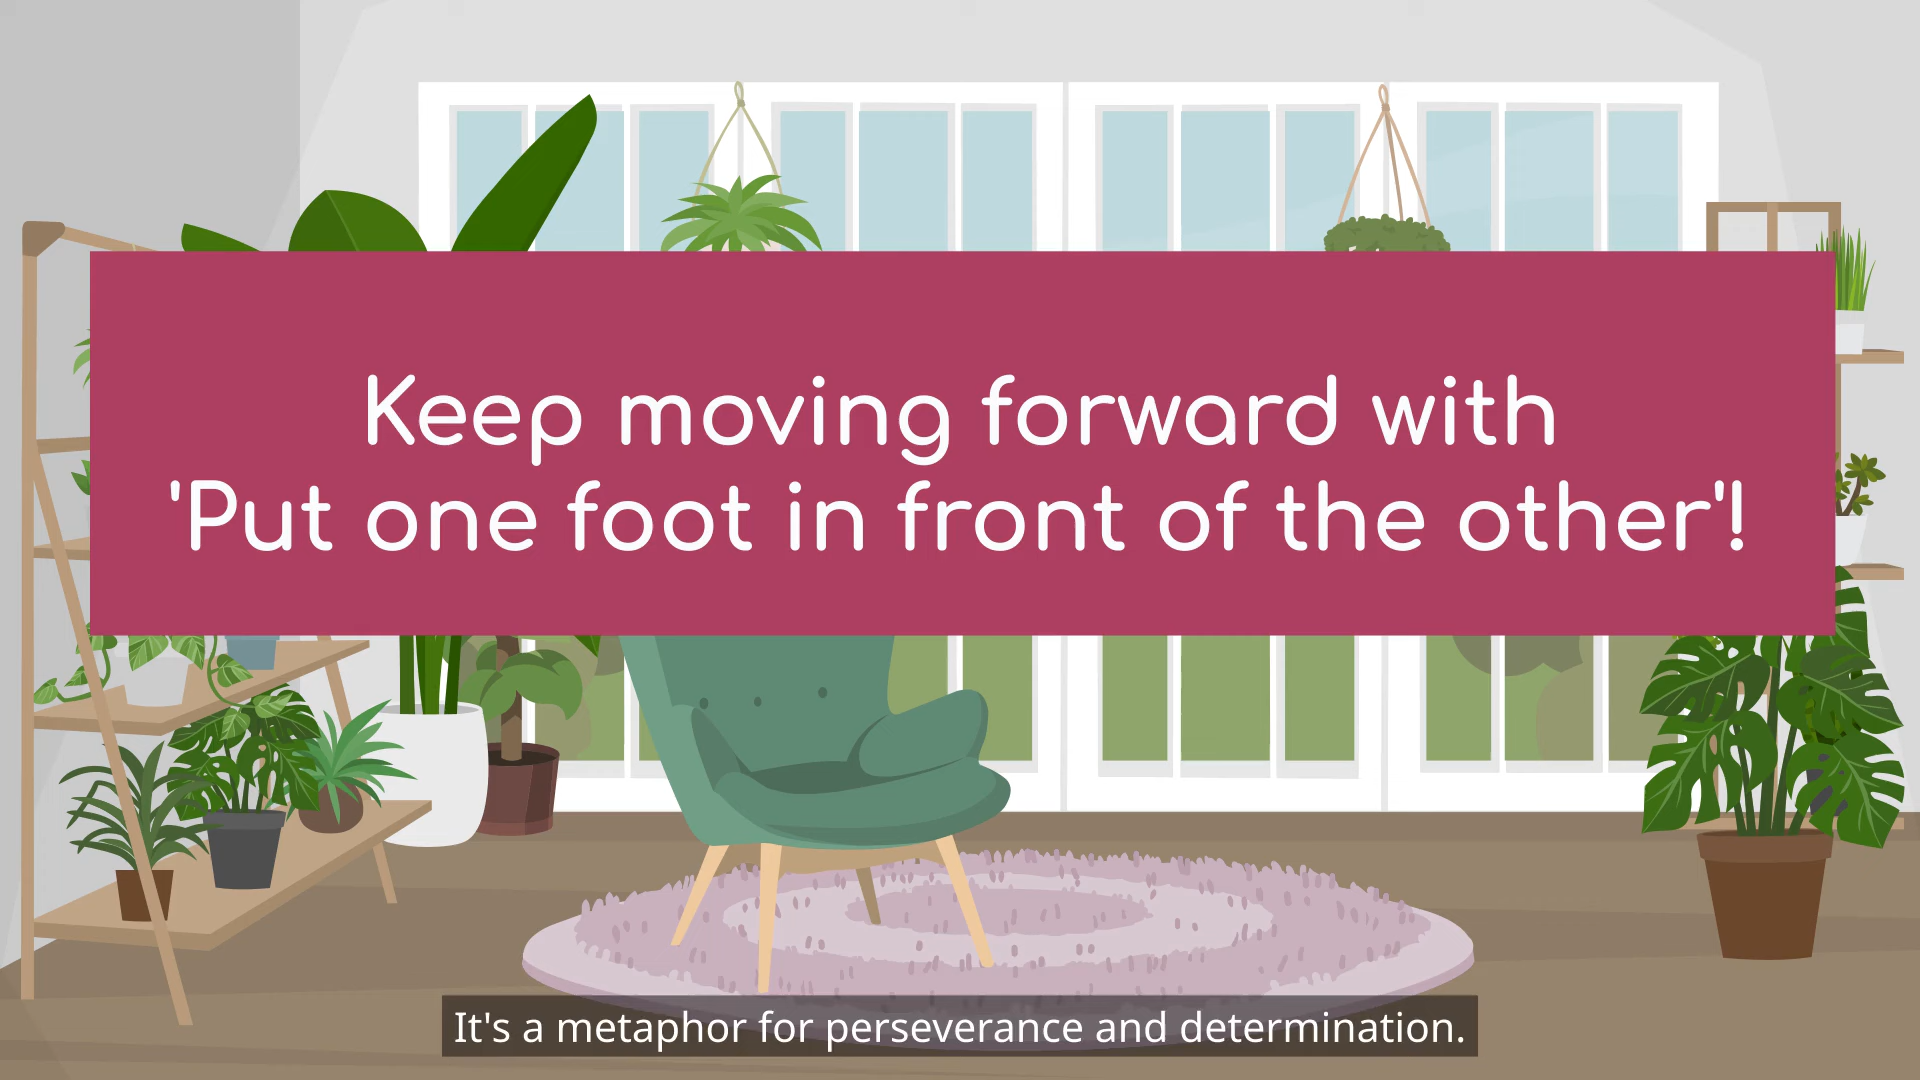 Keep moving forward with
'Put one foot in front of the other'!
It's a metaphor for perseverance and determination.